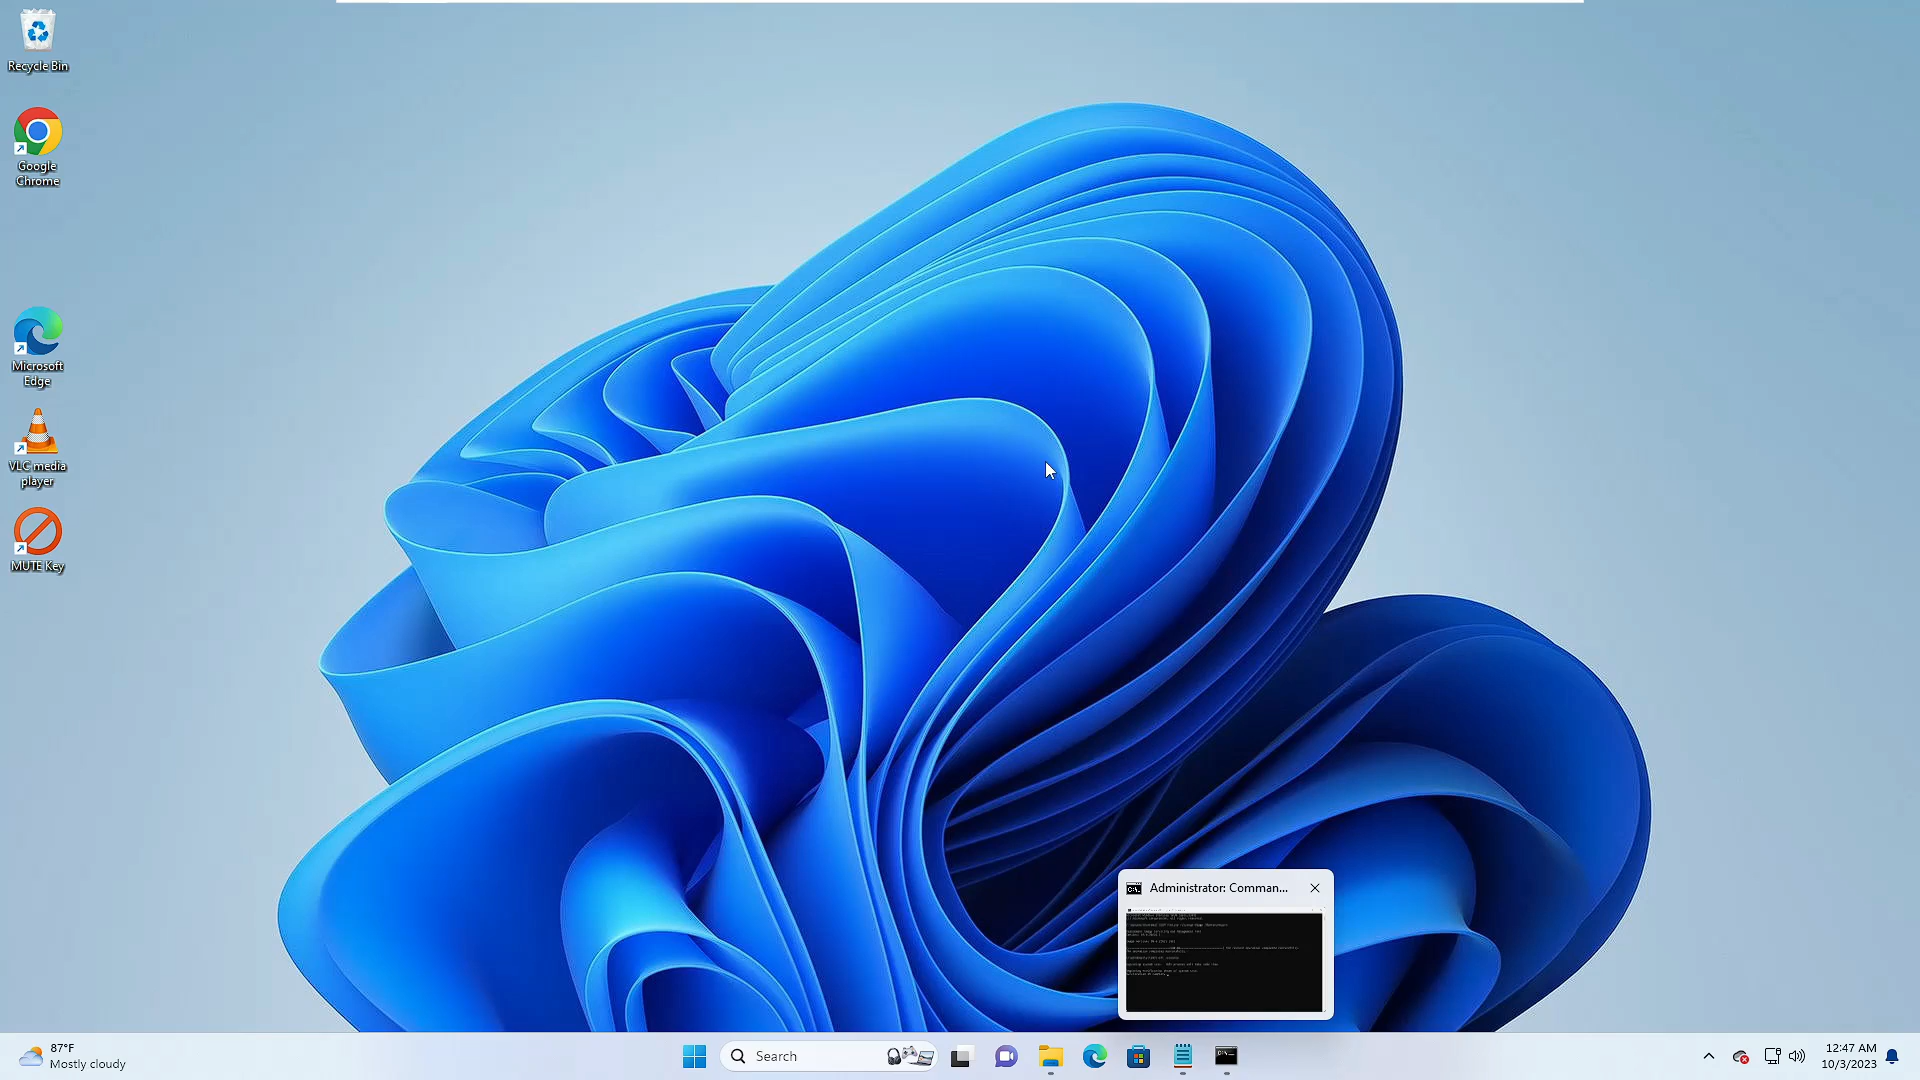 Recycle Bin
Google
Chrome
Microsoft
Edge
VLC media
player
MUTE Key
Administrator: Comman...
87°F
Mostly cloudy
Search
12:47 AM
10/3/2023